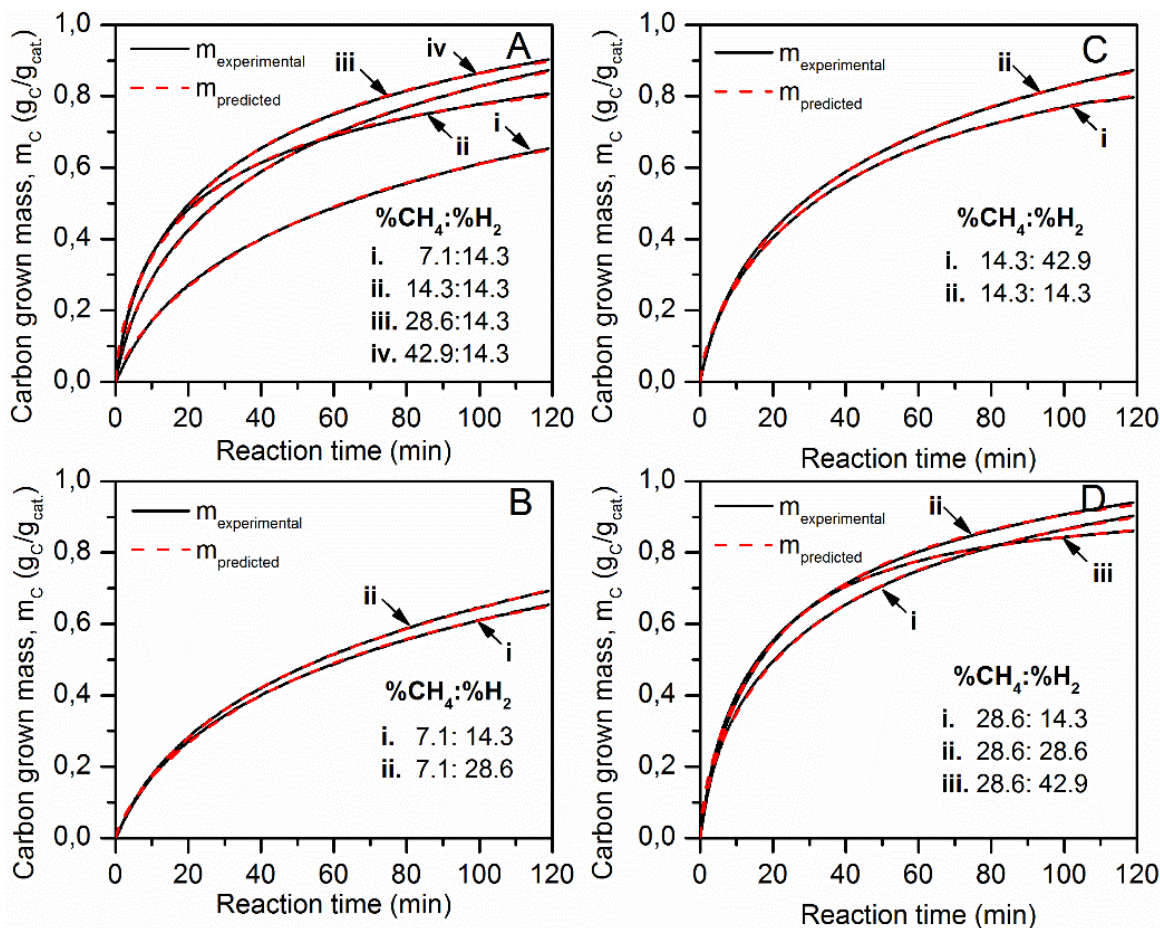 A
m_experimental
m_predicted
iii
iv
i
ii
%CH₄:%H₂
i. 7.1:14.3
ii. 14.3:14.3
iii. 28.6:14.3
iv. 42.9:14.3
1,0
0,8
0,6
0,4
0,2
0,0
Carbon grown mass, m_C (g_C/g_cat.)
0 20 40 60 80 100 120
Reaction time (min)
C
m_experimental
m_predicted
ii
i
%CH₄:%H₂
i. 14.3: 42.9
ii. 14.3: 14.3
1,0
0,8
0,6
0,4
0,2
0,0
Carbon grown mass, m_C (g_C/g_cat.)
0 20 40 60 80 100 120
Reaction time (min)
B
m_experimental
m_predicted
ii
i
%CH₄:%H₂
i. 7.1: 14.3
ii. 7.1: 28.6
1,0
0,8
0,6
0,4
0,2
0,0
Carbon grown mass, m_C (g_C/g_cat.)
0 20 40 60 80 100 120
Reaction time (min)
D
m_experimental
m_predicted
ii
iii
i
%CH₄:%H₂
i. 28.6: 14.3
ii. 28.6: 28.6
iii. 28.6: 42.9
1,0
0,8
0,6
0,4
0,2
0,0
Carbon grown mass, m_C (g_C/g_cat.)
0 20 40 60 80 100 120
Reaction time (min)